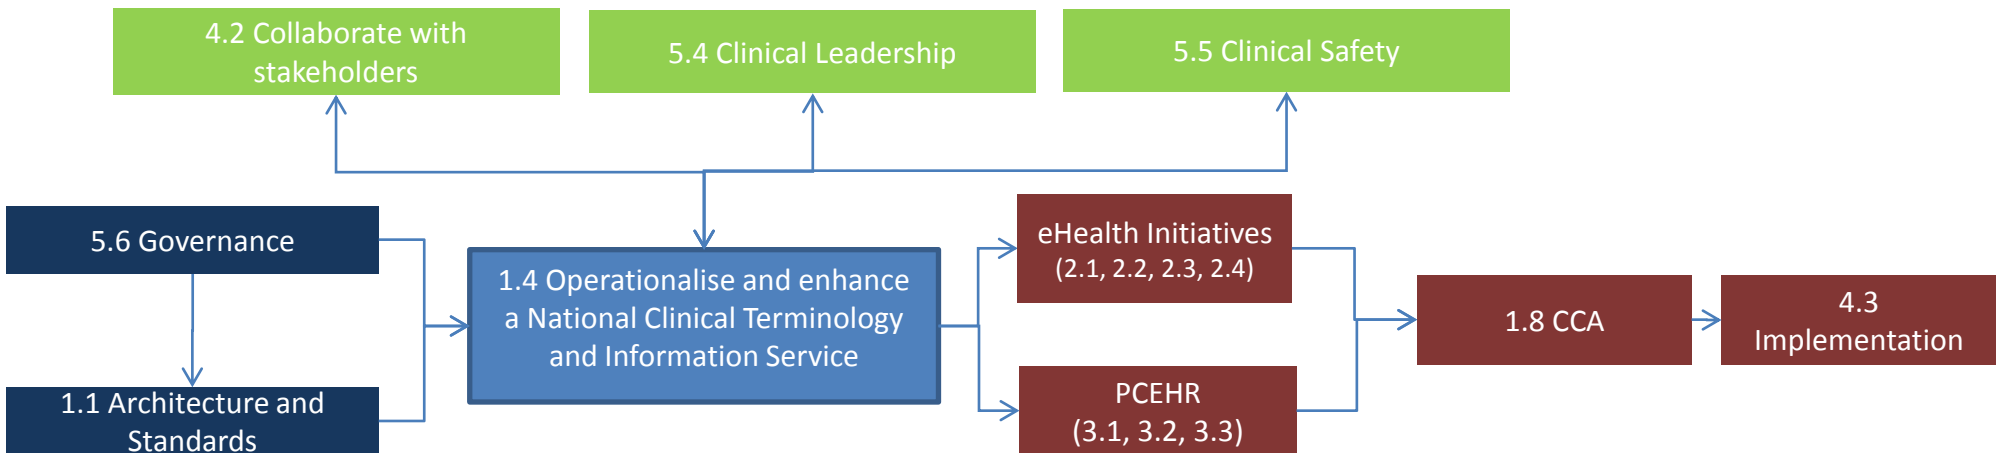 4.2 Collaborate with
stakeholders
5.4 Clinical Leadership
5.5 Clinical Safety
5.6 Governance
1.1 Architecture and
Standards
1.4 Operationalise and enhance
a National Clinical Terminology
and Information Service
eHealth Initiatives
(2.1, 2.2, 2.3, 2.4)
PCEHR
(3.1, 3.2, 3.3)
1.8 CCA
4.3
Implementation